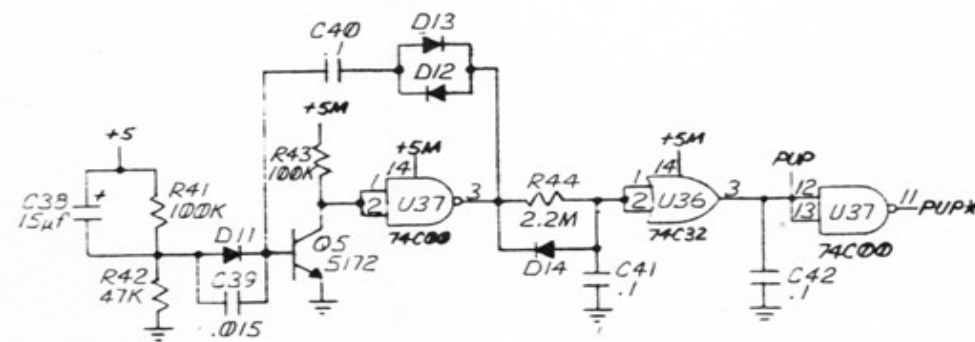 C40
.1
D13
D12
+5M
+5
R43
100K
+5M
14
1
2
U37
3
74C00
C38
15µf
+
R41
100K
D11
Q5
5172
R42
47K
C39
.015
R44
2.2M
D14
+5M
14
1
2
U36
3
74C32
C41
.1
PUP
12
13
U37
11
PUP*
74C00
C42
.1